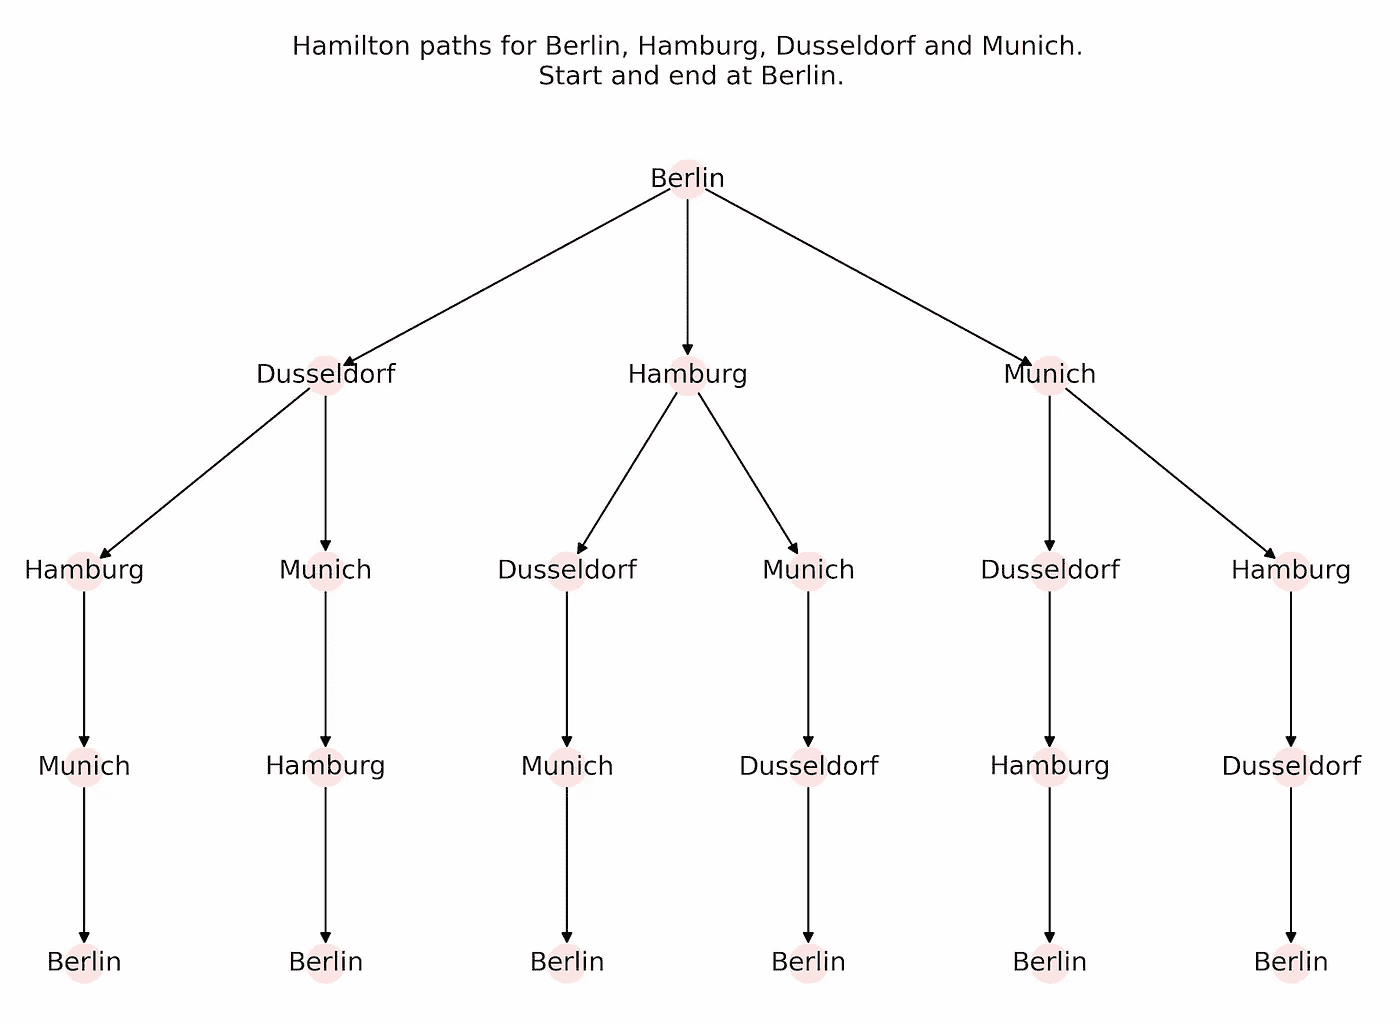 Hamilton paths for Berlin, Hamburg, Dusseldorf and Munich.
Start and end at Berlin.
Berlin
Dusseldorf Hamburg Munich
Hamburg Munich Dusseldorf Munich Dusseldorf Hamburg
Munich Hamburg Munich Dusseldorf Hamburg Dusseldorf
Berlin Berlin Berlin Berlin Berlin Berlin